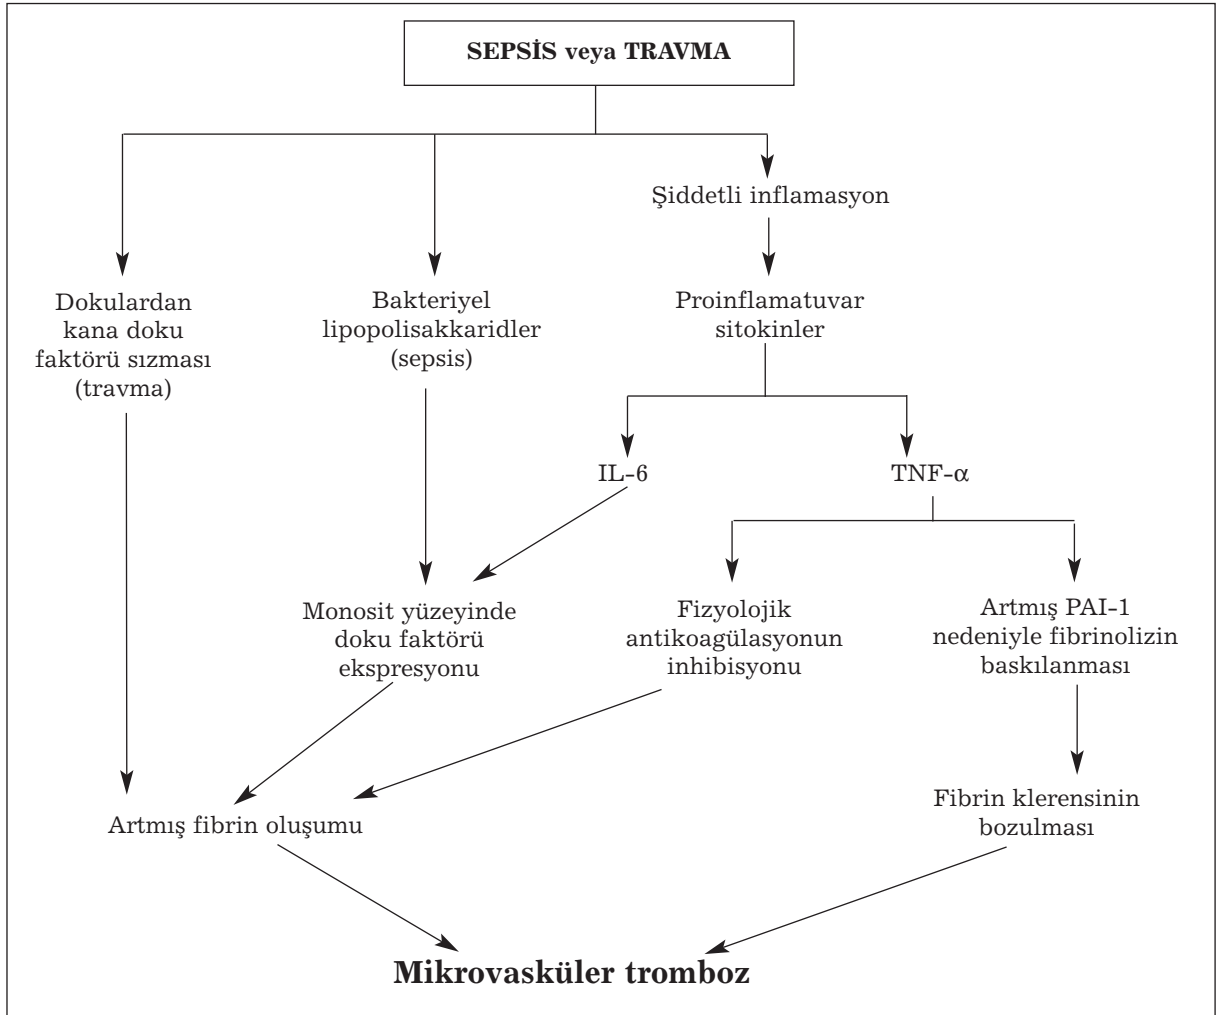 SEPSİS veya TRAVMA
Şiddetli inflamasyon
Dokulardan
kana doku
faktörü sızması
(travma)
Bakteriyel
lipopolisakkaridler
(sepsis)
Proinflamatuvar
sitokinler
IL-6
TNF-α
Monosit yüzeyinde
doku faktörü
ekspresyonu
Fizyolojik
antikoagülasyonun
inhibisyonu
Artmış PAI-1
nedeniyle fibrinolizin
baskılanması
Artmış fibrin oluşumu
Fibrin klerensinin
bozulması
Mikrovasküler tromboz